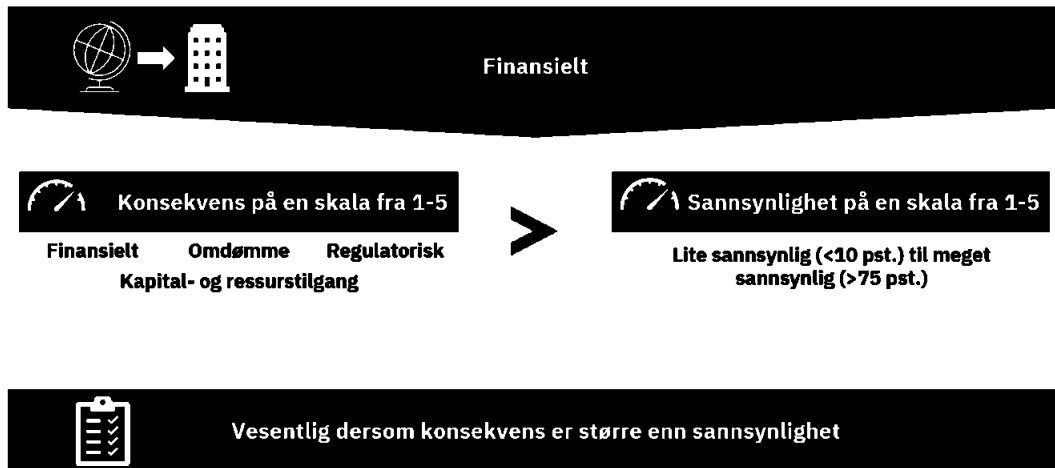 Finansielt
Konsekvens på en skala fra 1-5
Finansielt Omdømme Regulatorisk
Kapital- og ressurstilgang
>
Sannsynlighet på en skala fra 1-5
Lite sannsynlig (<10 pst.) til meget
sannsynlig (>75 pst.)
Vesentlig dersom konsekvens er større enn sannsynlighet